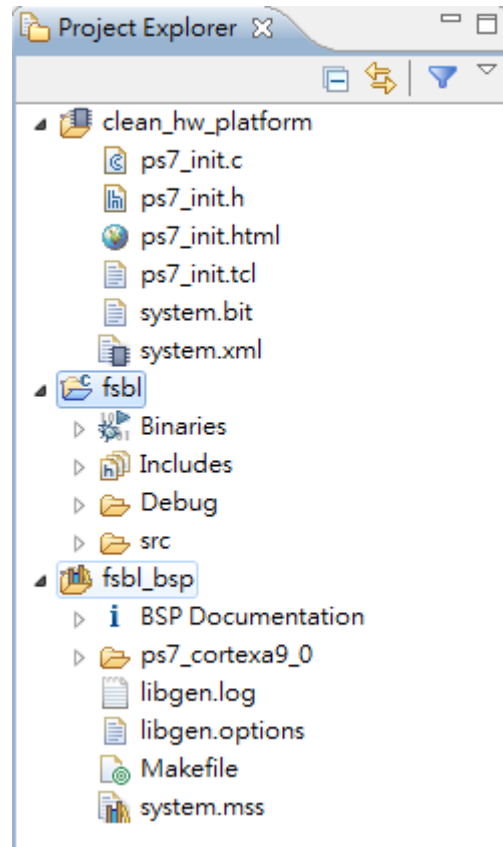 Project Explorer
clean_hw_platform
ps7_init.c
ps7_init.h
ps7_init.html
ps7_init.tcl
system.bit
system.xml
fsbl
Binaries
Includes
Debug
src
fsbl_bsp
BSP Documentation
ps7_cortexa9_0
libgen.log
libgen.options
Makefile
system.mss